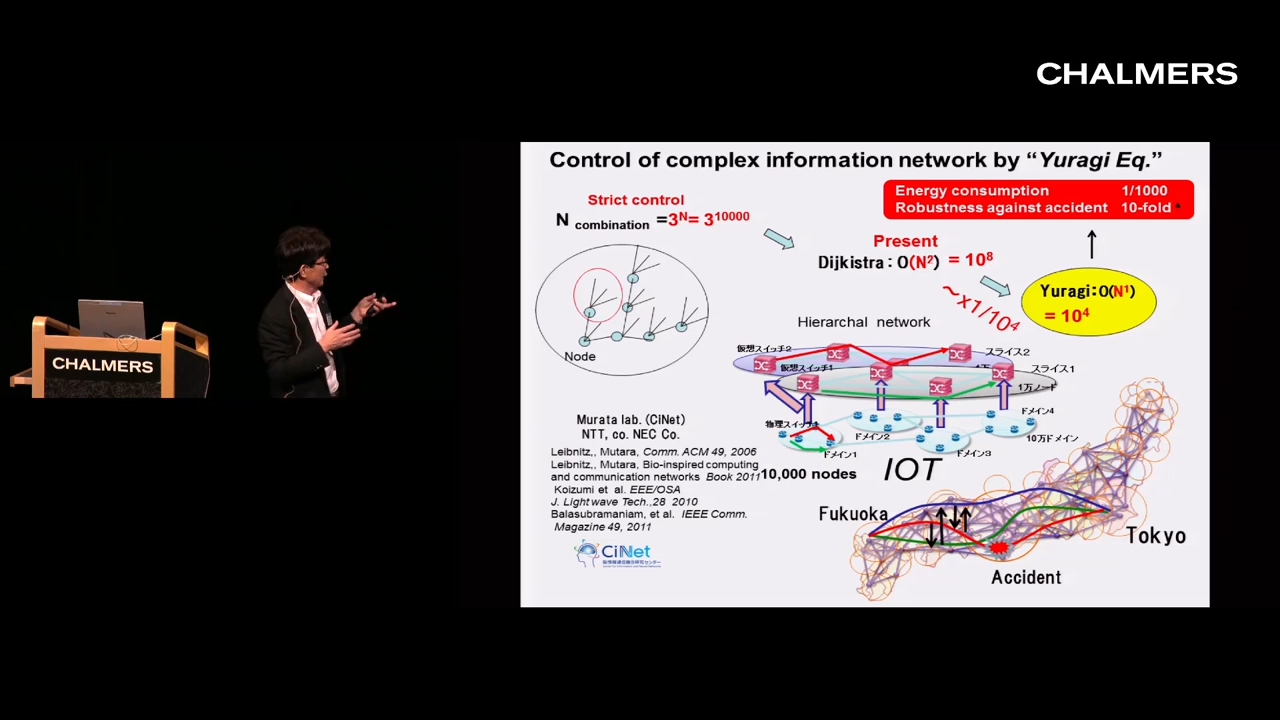 CHALMERS
CHALMERS
Control of complex information network by “Yuragi Eq.”
Energy consumption 1/1000
Robustness against accident 10-fold *
Strict control
N combination =3^N= 3^10000
Present
Dijkistra：O(N²) = 10⁸
～x1/10⁴
Yuragi：O(N¹)
= 10⁴
Hierarchal network
Node
仮想スイッチ2
スライス2
仮想スイッチ1
スライス1
1万ノード
物理スイッチ1
ドメイン4
ドメイン2
10万ドメイン
ドメイン1
ドメイン3
Murata lab. (CiNet)
NTT, co. NEC Co.
Leibnitz,, Mutara, Comm. ACM 49, 2006
Leibnitz,, Mutara, Bio-inspired computing
and communication networks Book 2011
Koizumi et al. EEE/OSA
J. Lightwave Tech.,28 2010
Balasubramaniam, et al. IEEE Comm.
Magazine 49, 2011
10,000 nodes
IOT
Fukuoka
Tokyo
Accident
CiNet